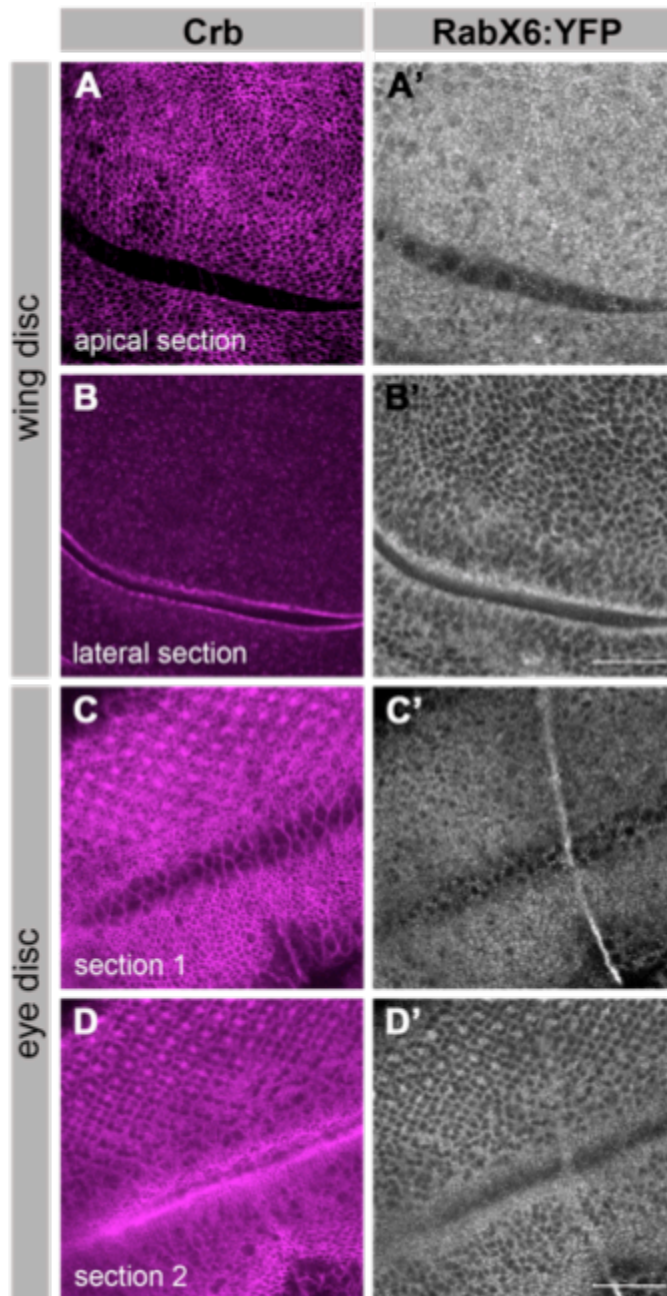 Crb RabX6:YFP
wing disc
A A'
apical section
B B'
lateral section
eye disc
C C'
section 1
D D'
section 2